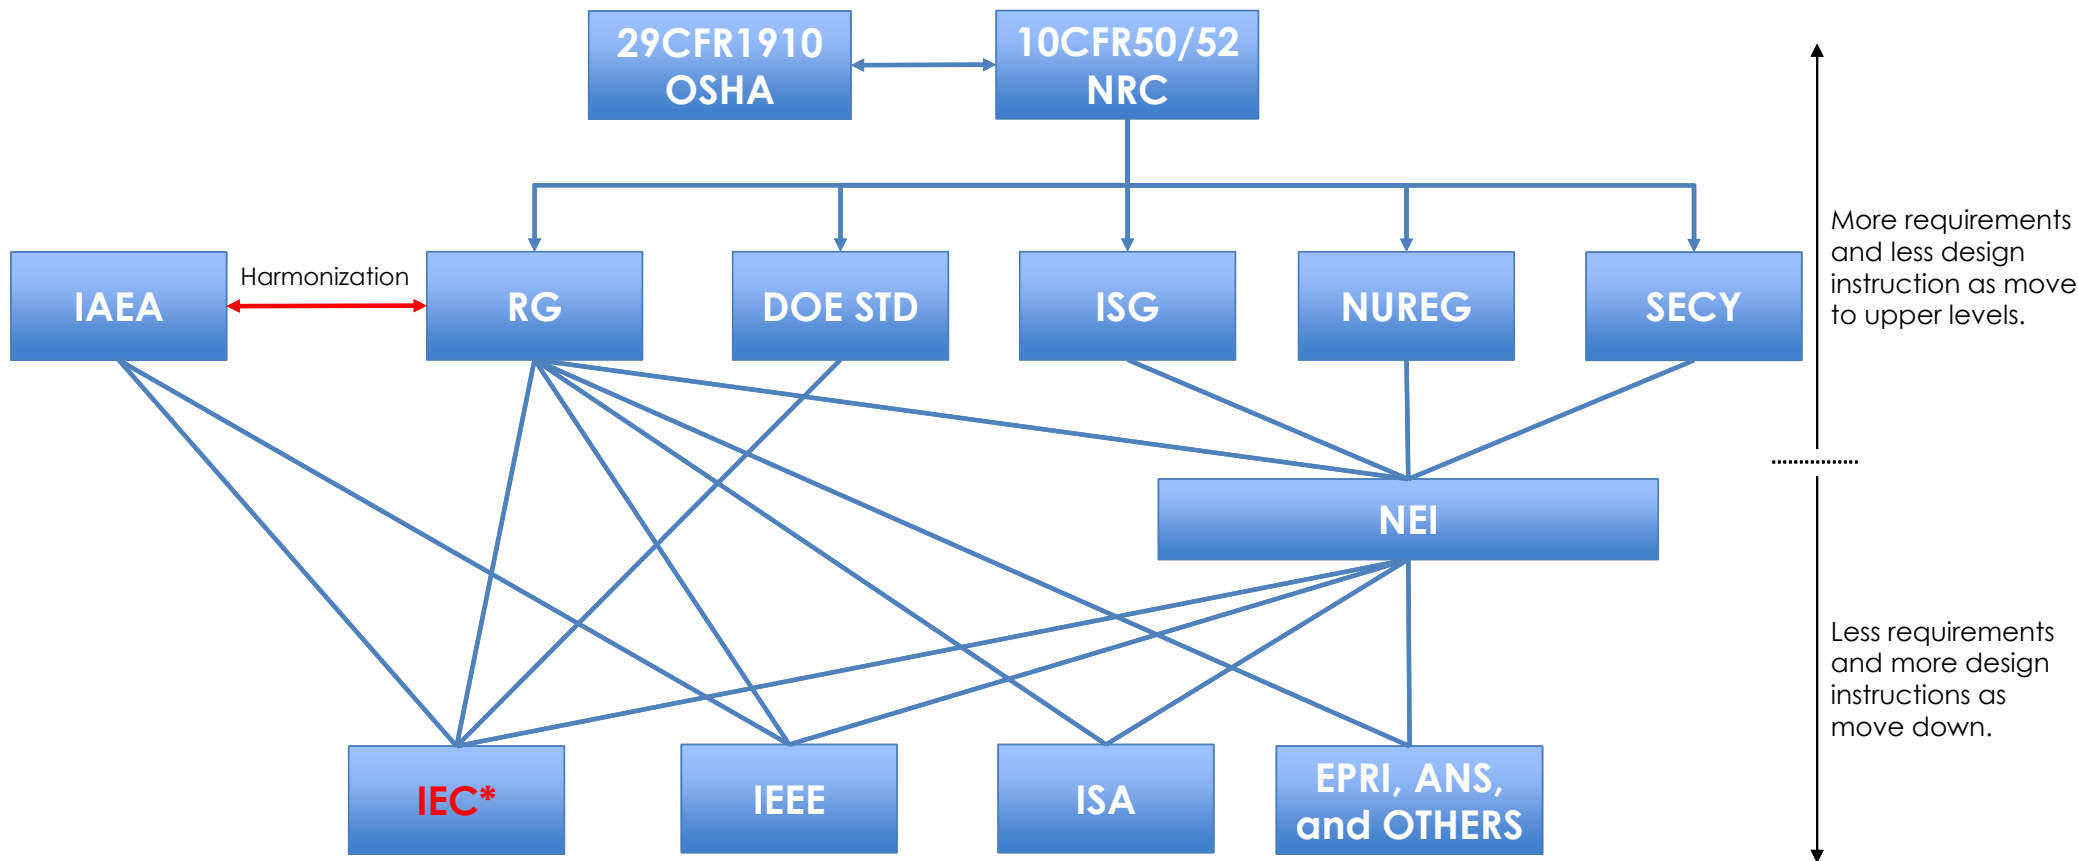 29CFR1910
OSHA
10CFR50/52
NRC
IAEA
Harmonization
RG
DOE STD
ISG
NUREG
SECY
More requirements
and less design
instruction as move
to upper levels.
NEI
Less requirements
and more design
instructions as
move down.
IEC*
IEEE
ISA
EPRI, ANS,
and OTHERS